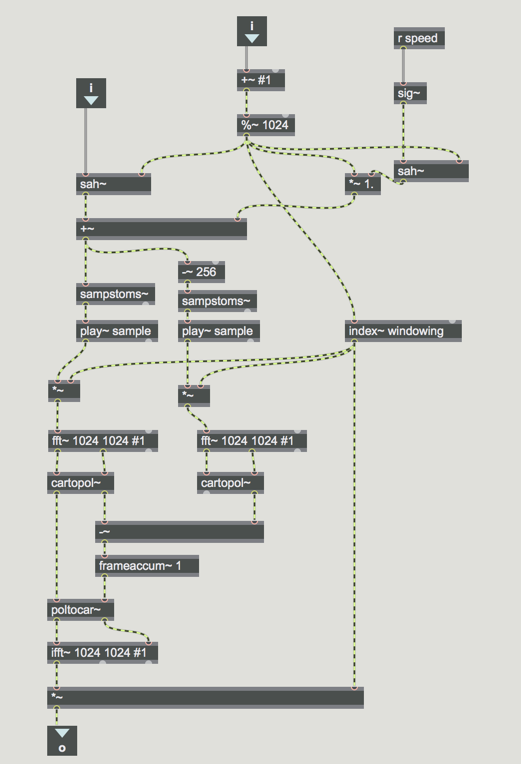 i
r speed
+~ #1
i
sig~
%~ 1024
sah~
*~ 1.
sah~
+~
-~ 256
sampstoms~
sampstoms~
play~ sample
play~ sample
index~ windowing
*~
*~
fft~ 1024 1024 #1
fft~ 1024 1024 #1
cartopol~
cartopol~
-~
frameaccum~ 1
poltocar~
ifft~ 1024 1024 #1
*~
o